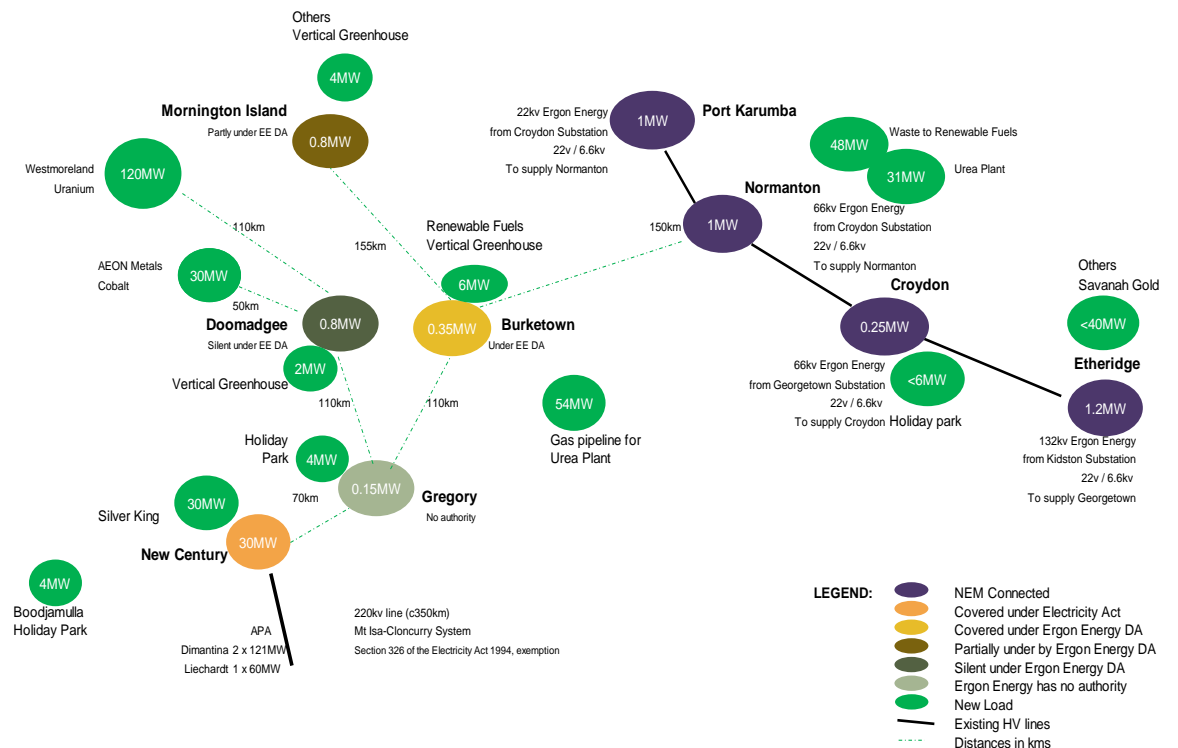 Others
Vertical Greenhouse
4MW
Mornington Island
Partly under EE DA
0.8MW
Westmoreland
Uranium
120MW
110km
155km
AEON Metals
Cobalt
30MW
50km
Doomadgee
Silent under EE DA
0.8MW
Vertical Greenhouse
2MW
110km
Renewable Fuels
Vertical Greenhouse
6MW
0.35MW
Burketown
Under EE DA
110km
150km
22kv Ergon Energy
from Croydon Substation
22v / 6.6kv
To supply Normanton
1MW
Port Karumba
Normanton
1MW
48MW
Waste to Renewable Fuels
31MW
Urea Plant
66kv Ergon Energy
from Croydon Substation
22v / 6.6kv
To supply Normanton
Croydon
0.25MW
66kv Ergon Energy
from Georgetown Substation
22v / 6.6kv
To supply Croydon
<6MW
Holiday park
Others
Savanah Gold
<40MW
Etheridge
1.2MW
132kv Ergon Energy
from Kidston Substation
22v / 6.6kv
To supply Georgetown
54MW
Gas pipeline for
Urea Plant
Holiday
Park
4MW
70km
0.15MW
Gregory
No authority
Silver King
30MW
New Century
30MW
4MW
Boodjamulla
Holiday Park
APA
Dimantina 2 x 121MW
Liechardt 1 x 60MW
220kv line (c350km)
Mt Isa-Cloncurry System
Section 326 of the Electricity Act 1994, exemption
LEGEND:
NEM Connected
Covered under Electricity Act
Covered under Ergon Energy DA
Partially under by Ergon Energy DA
Silent under Ergon Energy DA
Ergon Energy has no authority
New Load
Existing HV lines
Distances in kms